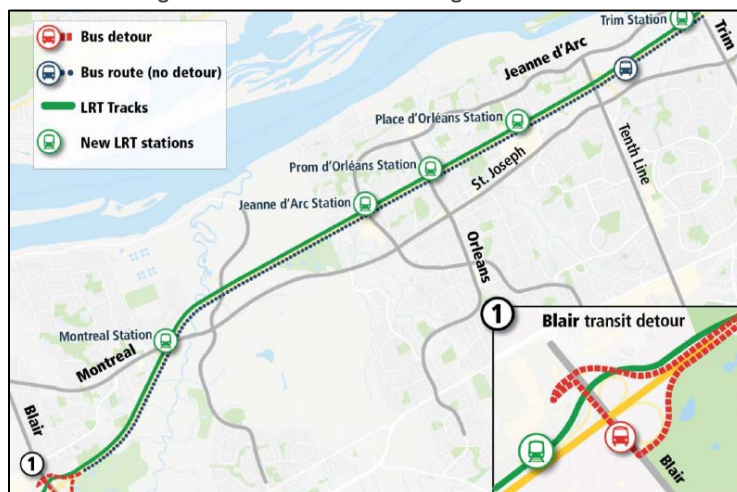 Bus detour
Bus route (no detour)
LRT Tracks
New LRT stations
Trim Station
Trim
Jeanne d'Arc
Place d'Orléans Station
Tenth Line
Prom d'Orléans Station
St. Joseph
Jeanne d'Arc Station
Orleans
Montreal Station
Montreal
Blair
1
1
Blair transit detour
Blair